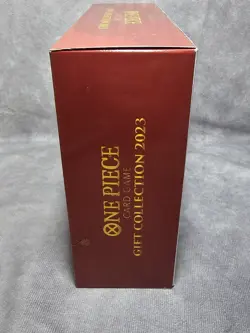 ONE PIECE
CARD GAME
GIFT COLLECTION 2023